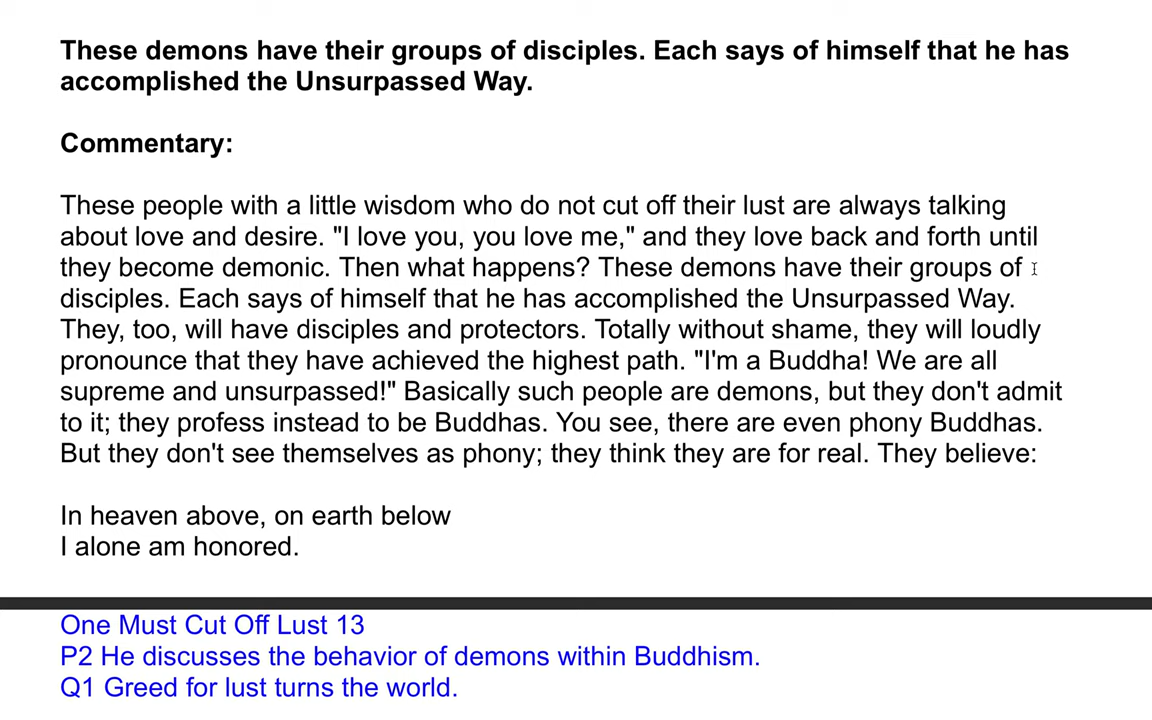 These demons have their groups of disciples. Each says of himself that he has
accomplished the Unsurpassed Way.
Commentary:
These people with a little wisdom who do not cut off their lust are always talking
about love and desire. "I love you, you love me," and they love back and forth until
they become demonic. Then what happens? These demons have their groups of
disciples. Each says of himself that he has accomplished the Unsurpassed Way.
They, too, will have disciples and protectors. Totally without shame, they will loudly
pronounce that they have achieved the highest path. "I'm a Buddha! We are all
supreme and unsurpassed!" Basically such people are demons, but they don't admit
to it; they profess instead to be Buddhas. You see, there are even phony Buddhas.
But they don't see themselves as phony; they think they are for real. They believe:
In heaven above, on earth below
I alone am honored.
One Must Cut Off Lust 13
P2 He discusses the behavior of demons within Buddhism.
Q1 Greed for lust turns the world.